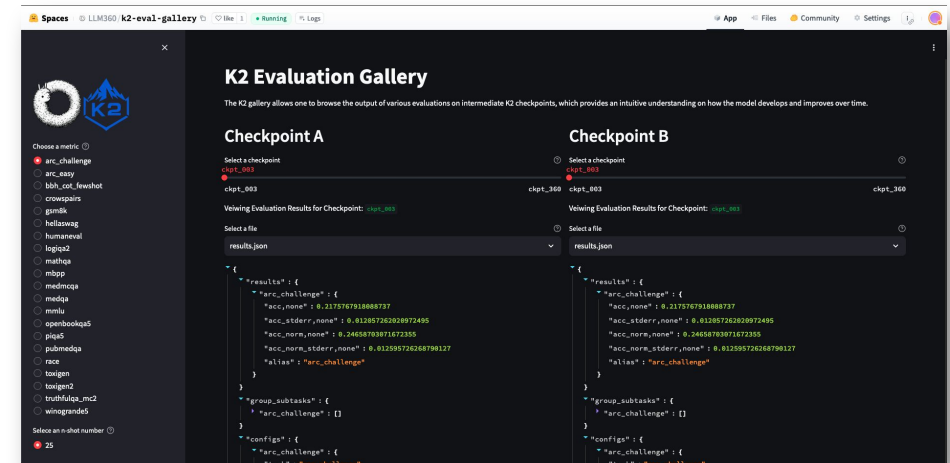 Spaces LLM360/k2-eval-gallery like 1 Running Logs App Files Community Settings
K2
Choose a metric
arc_challenge
arc_easy
bbh_cot_fewshot
crowspairs
gsm8k
hellaswag
humaneval
logiqa2
mathqa
mbpp
medmcqa
medqa
mmlu
openbookqa5
piqa5
pubmedqa
race
toxigen
toxigen2
truthfulqa_mc2
winogrande5
Selece an n-shot number
25
K2 Evaluation Gallery
The K2 gallery allows one to browse the output of various evaluations on intermediate K2 checkpoints, which provides an intuitive understanding on how the model develops and improves over time.
Checkpoint A
Select a checkpoint
ckpt_003
ckpt_003 ckpt_360
Veiwing Evaluation Results for Checkpoint: ckpt_003
Select a file
results.json
{
"results" : {
"arc_challenge" : {
"acc,none" : 0.2175767918088737
"acc_stderr,none" : 0.012057262020972495
"acc_norm,none" : 0.24658703071672355
"acc_norm_stderr,none" : 0.012595726268790127
"alias" : "arc_challenge"
}
}
"group_subtasks" : {
"arc_challenge" : []
}
"configs" : {
"arc_challenge" : {
Checkpoint B
Select a checkpoint
ckpt_003
ckpt_003 ckpt_360
Veiwing Evaluation Results for Checkpoint: ckpt_003
Select a file
results.json
{
"results" : {
"arc_challenge" : {
"acc,none" : 0.2175767918088737
"acc_stderr,none" : 0.012057262020972495
"acc_norm,none" : 0.24658703071672355
"acc_norm_stderr,none" : 0.012595726268790127
"alias" : "arc_challenge"
}
}
"group_subtasks" : {
"arc_challenge" : []
}
"configs" : {
"arc_challenge" : {